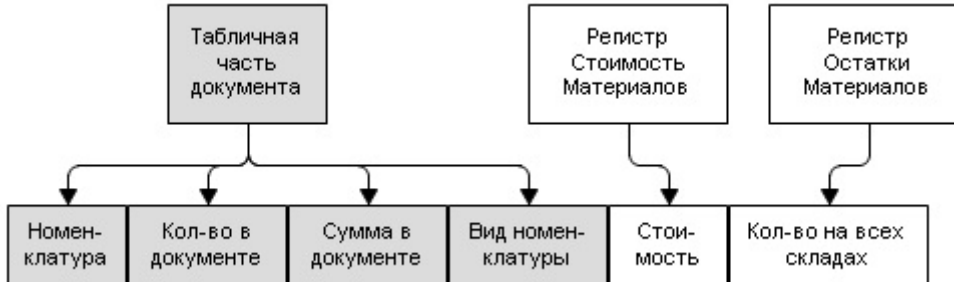 Табличная
часть
документа
Регистр
Стоимость
Материалов
Регистр
Остатки
Материалов
Номен-
клатура
Кол-во в
документе
Сумма в
документе
Вид номен-
клатуры
Стои-
мость
Кол-во на всех
складах